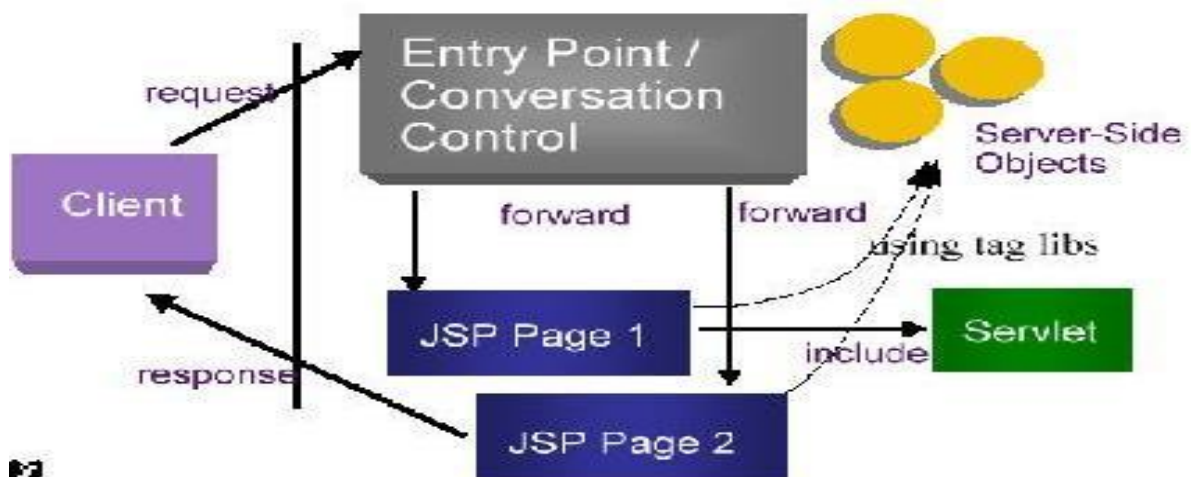 Entry Point /
Conversation
Control
request
Client
Server-Side
Objects
forward
forward
using tag libs
JSP Page 1
Servlet
include
response
JSP Page 2